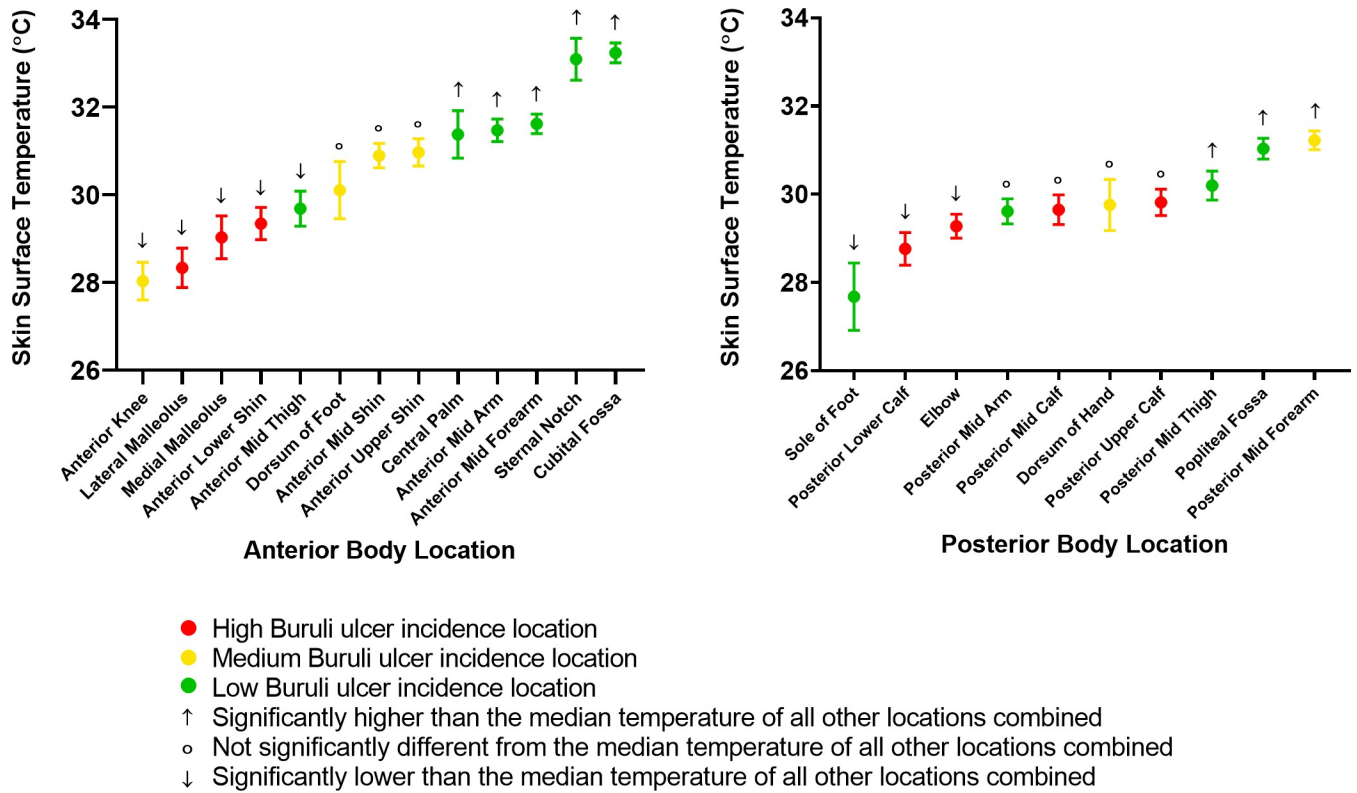 34
32
30
28
26
Skin Surface Temperature (°C)
↓
↓
↓
↓
↓
o
o
o
↑
↑
↑
↑
↑
Anterior Knee
Lateral Malleolus
Medial Malleolus
Anterior Lower Shin
Anterior Mid Thigh
Dorsum of Foot
Anterior Mid Shin
Anterior Upper Shin
Central Palm
Anterior Mid Arm
Anterior Mid Forearm
Sternal Notch
Cubital Fossa
Anterior Body Location
34
32
30
28
26
Skin Surface Temperature (°C)
↓
↓
↓
o
o
o
o
↑
↑
↑
Sole of Foot
Posterior Lower Calf
Elbow
Posterior Mid Arm
Posterior Mid Calf
Dorsum of Hand
Posterior Upper Calf
Posterior Mid Thigh
Popliteal Fossa
Posterior Mid Forearm
Posterior Body Location
High Buruli ulcer incidence location
Medium Buruli ulcer incidence location
Low Buruli ulcer incidence location
↑ Significantly higher than the median temperature of all other locations combined
o Not significantly different from the median temperature of all other locations combined
↓ Significantly lower than the median temperature of all other locations combined